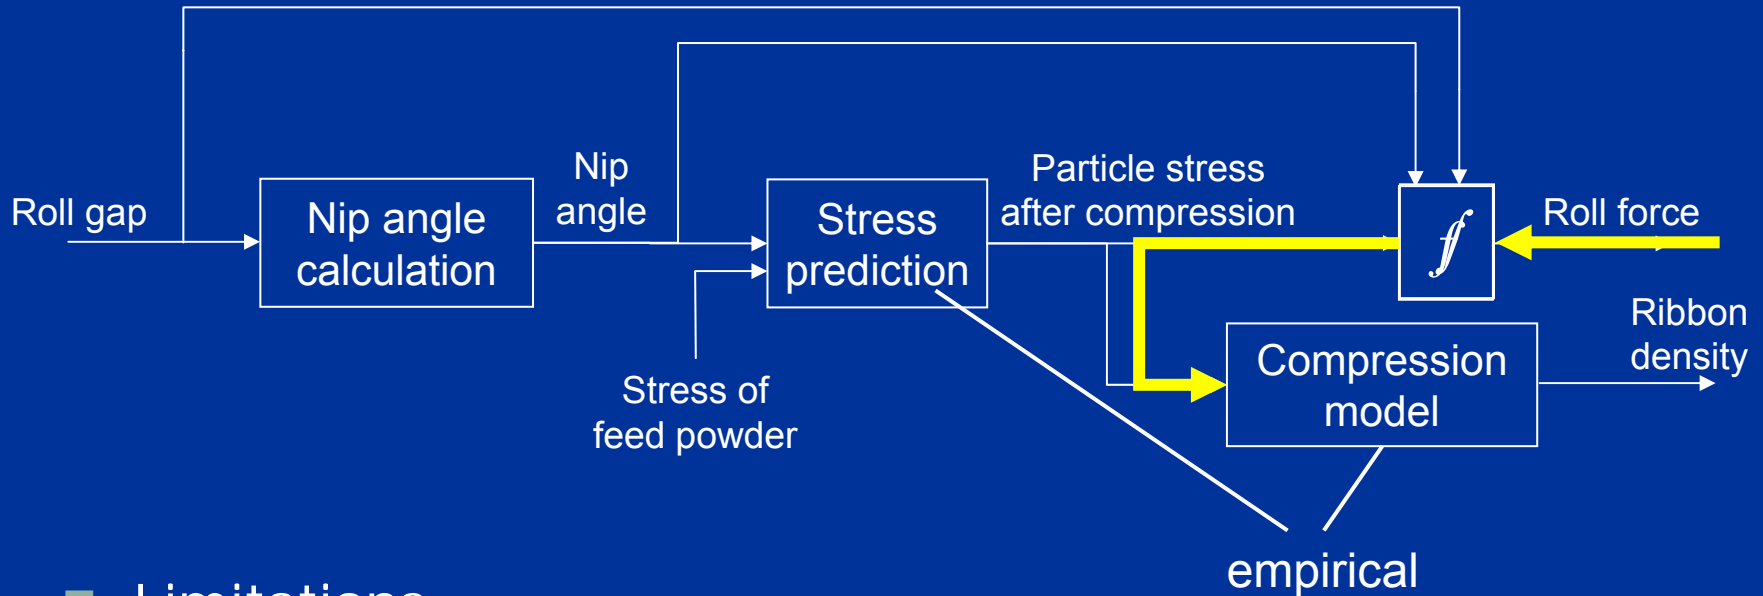 Roll gap
Nip angle
calculation
Nip
angle
Stress of
feed powder
Stress
prediction
Particle stress
after compression
f
Roll force
Compression
model
Ribbon
density
empirical
Limitations